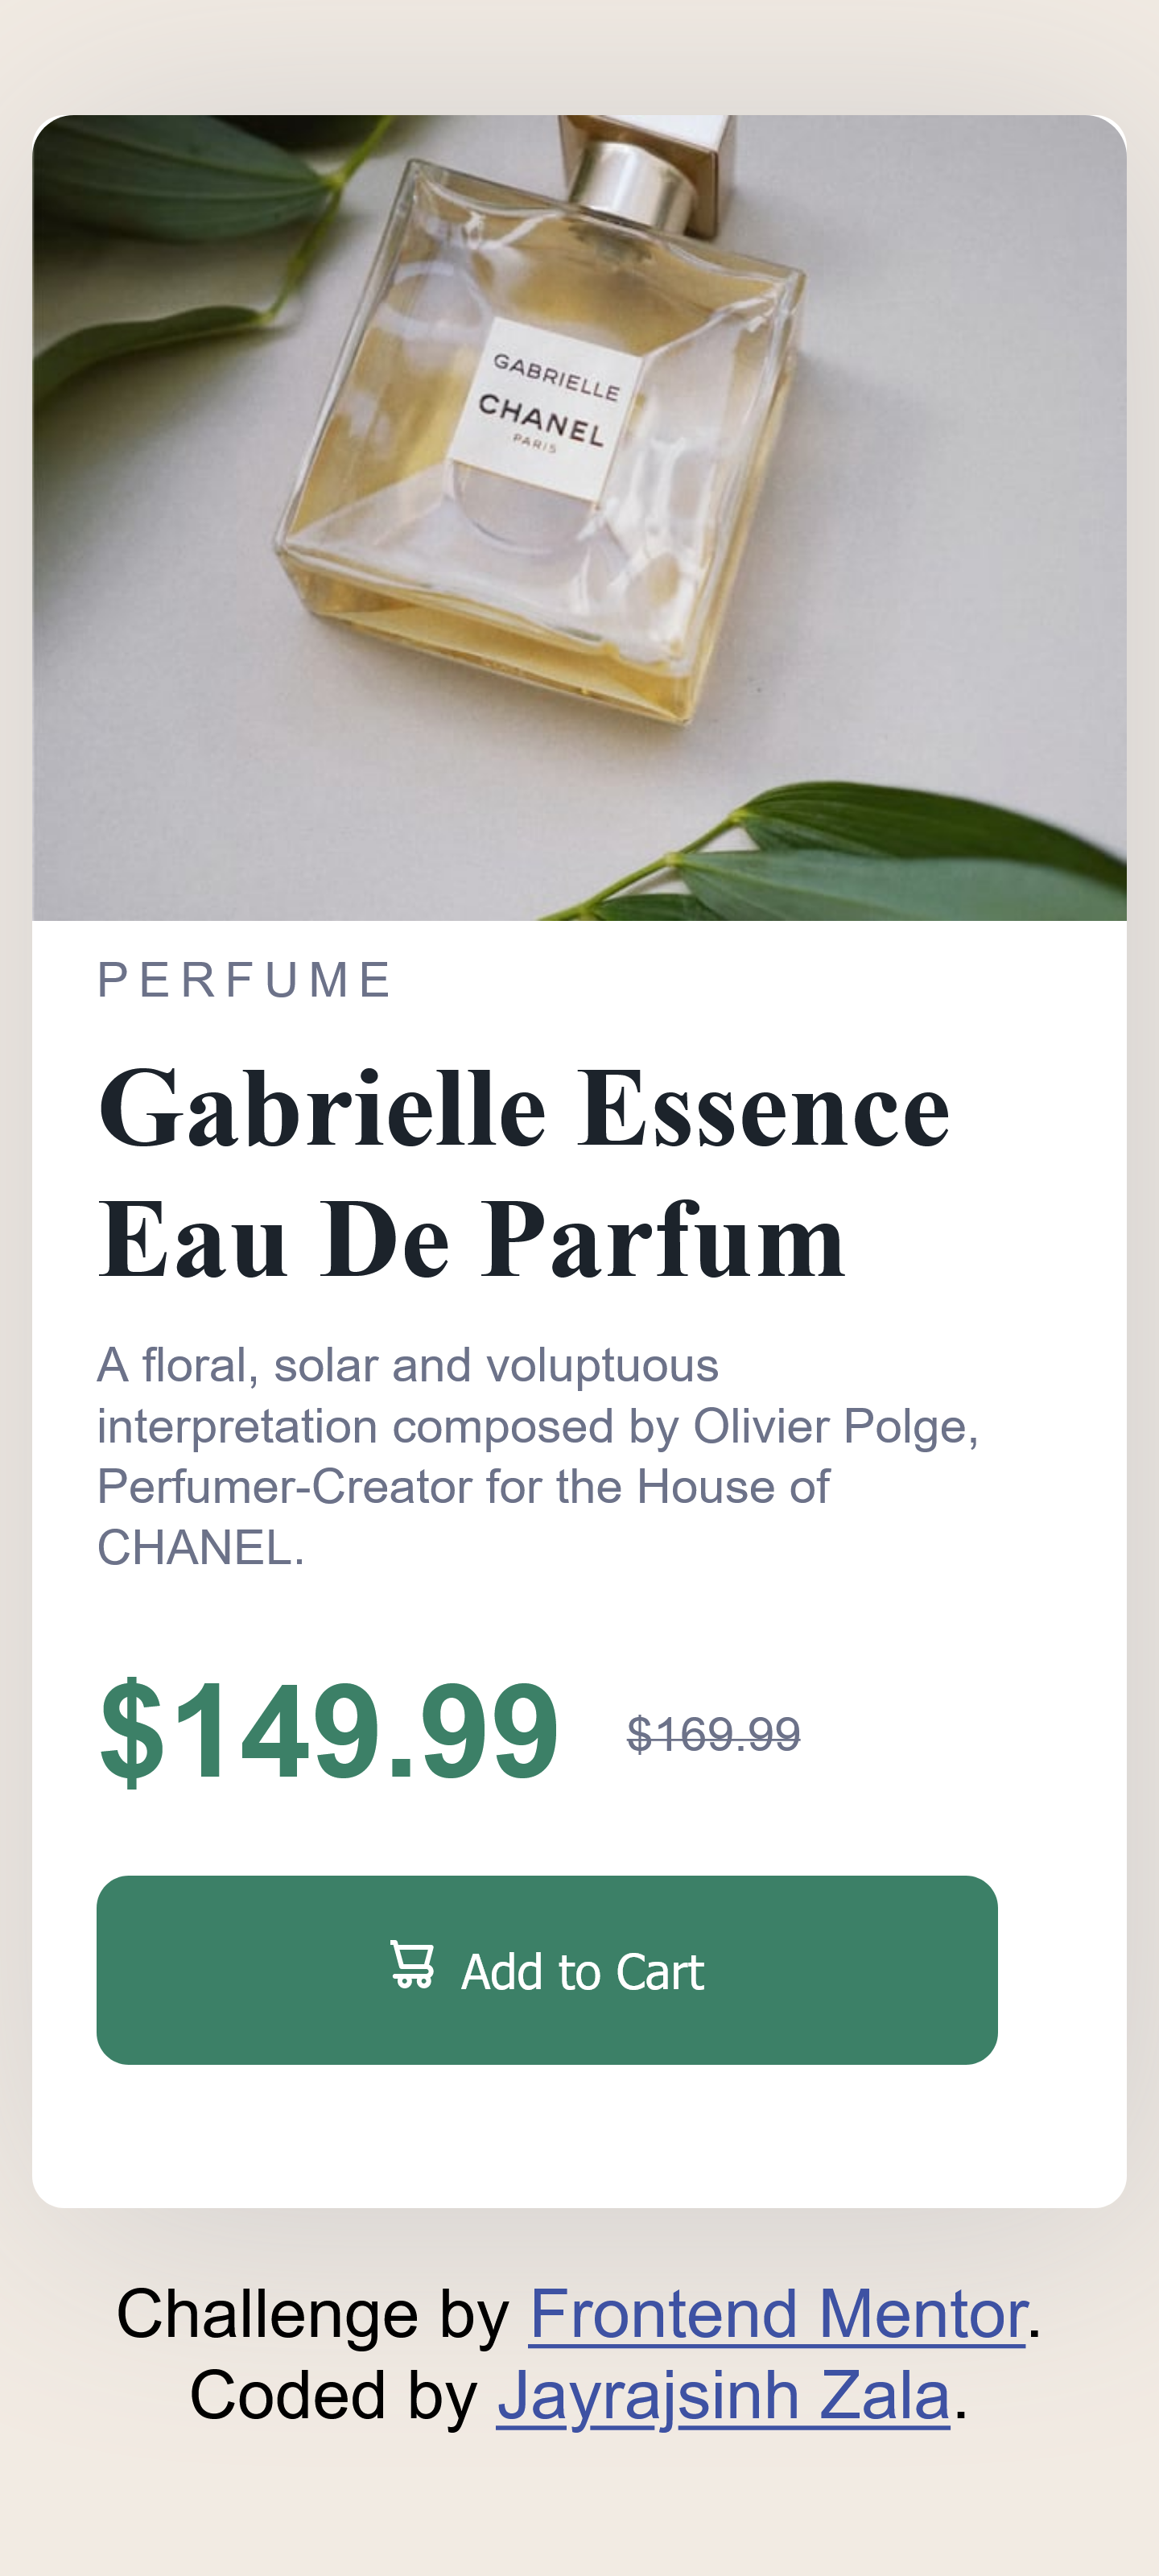 GABRIELLE
CHANEL
PARIS
PERFUME
Gabrielle Essence
Eau De Parfum
A floral, solar and voluptuous
interpretation composed by Olivier Polge,
Perfumer-Creator for the House of
CHANEL.
$149.99 $169.99
Add to Cart
Challenge by Frontend Mentor.
Coded by Jayrajsinh Zala.